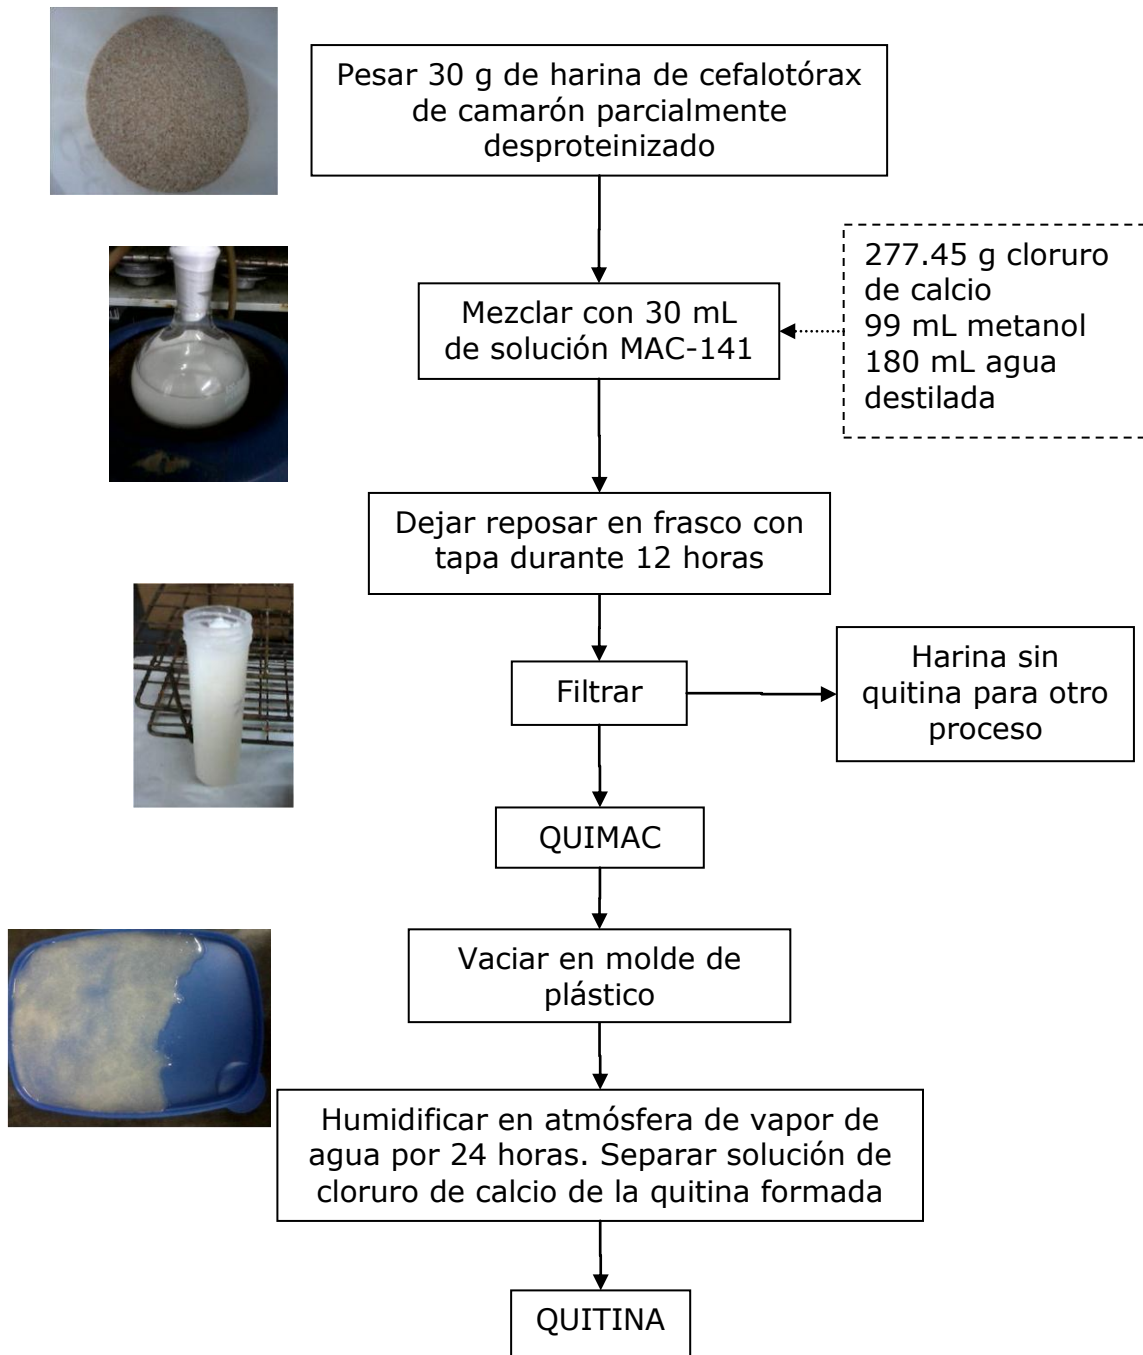 Pesar 30 g de harina de cefalotórax
de camarón parcialmente
desproteinizado
277.45 g cloruro
de calcio
99 mL metanol
180 mL agua
destilada
Mezclar con 30 mL
de solución MAC-141
Dejar reposar en frasco con
tapa durante 12 horas
Filtrar
Harina sin
quitina para otro
proceso
QUIMAC
Vaciar en molde de
plástico
Humidificar en atmósfera de vapor de
agua por 24 horas. Separar solución de
cloruro de calcio de la quitina formada
QUITINA